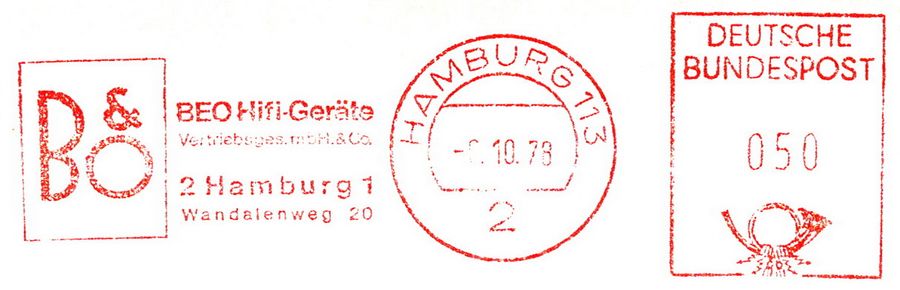 B&O
BEO Hifi-Geräte
Vertriebsges.mbH.&Co.
2 Hamburg 1
Wandalenweg 20
HAMBURG 113
10.78
2
DEUTSCHE
BUNDESPOST
050